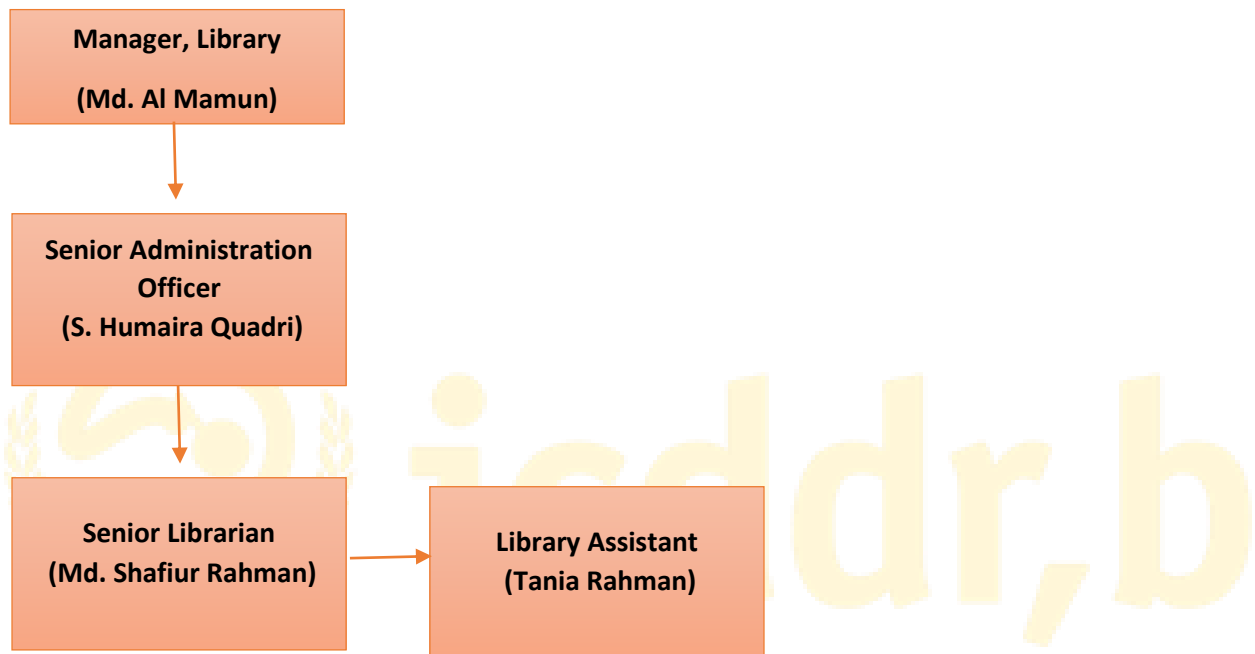 Manager, Library
(Md. Al Mamun)
Senior Administration
Officer
(S. Humaira Quadri)
Senior Librarian
(Md. Shafiur Rahman)
Library Assistant
(Tania Rahman)
icddr,b